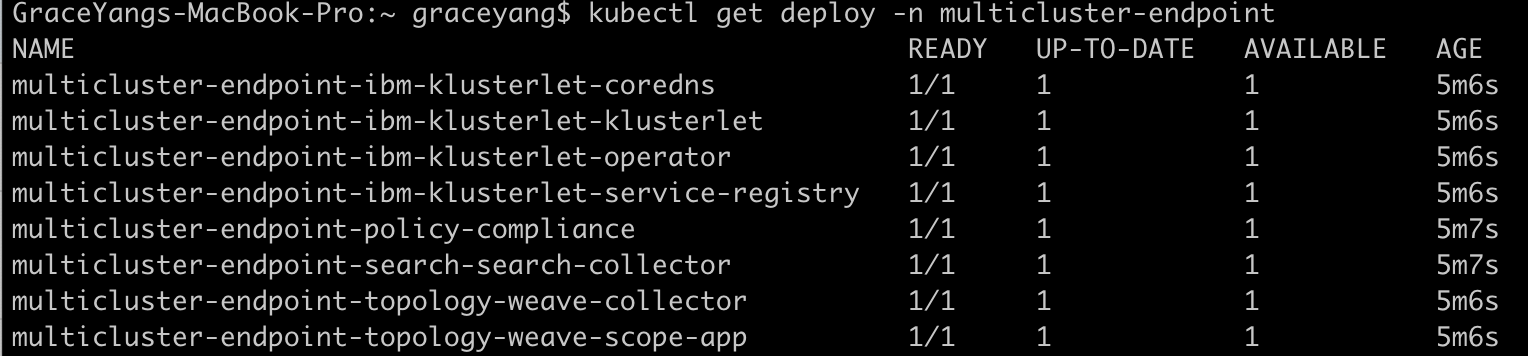 GraceYangs-MacBook-Pro:~ graceyang$ kubectl get deploy -n multicluster-endpoint
NAME READY UP-TO-DATE AVAILABLE AGE
multicluster-endpoint-ibm-klusterlet-coredns 1/1 1 1 5m6s
multicluster-endpoint-ibm-klusterlet-klusterlet 1/1 1 1 5m6s
multicluster-endpoint-ibm-klusterlet-operator 1/1 1 1 5m6s
multicluster-endpoint-ibm-klusterlet-service-registry 1/1 1 1 5m6s
multicluster-endpoint-policy-compliance 1/1 1 1 5m7s
multicluster-endpoint-search-search-collector 1/1 1 1 5m7s
multicluster-endpoint-topology-weave-collector 1/1 1 1 5m6s
multicluster-endpoint-topology-weave-scope-app 1/1 1 1 5m6s